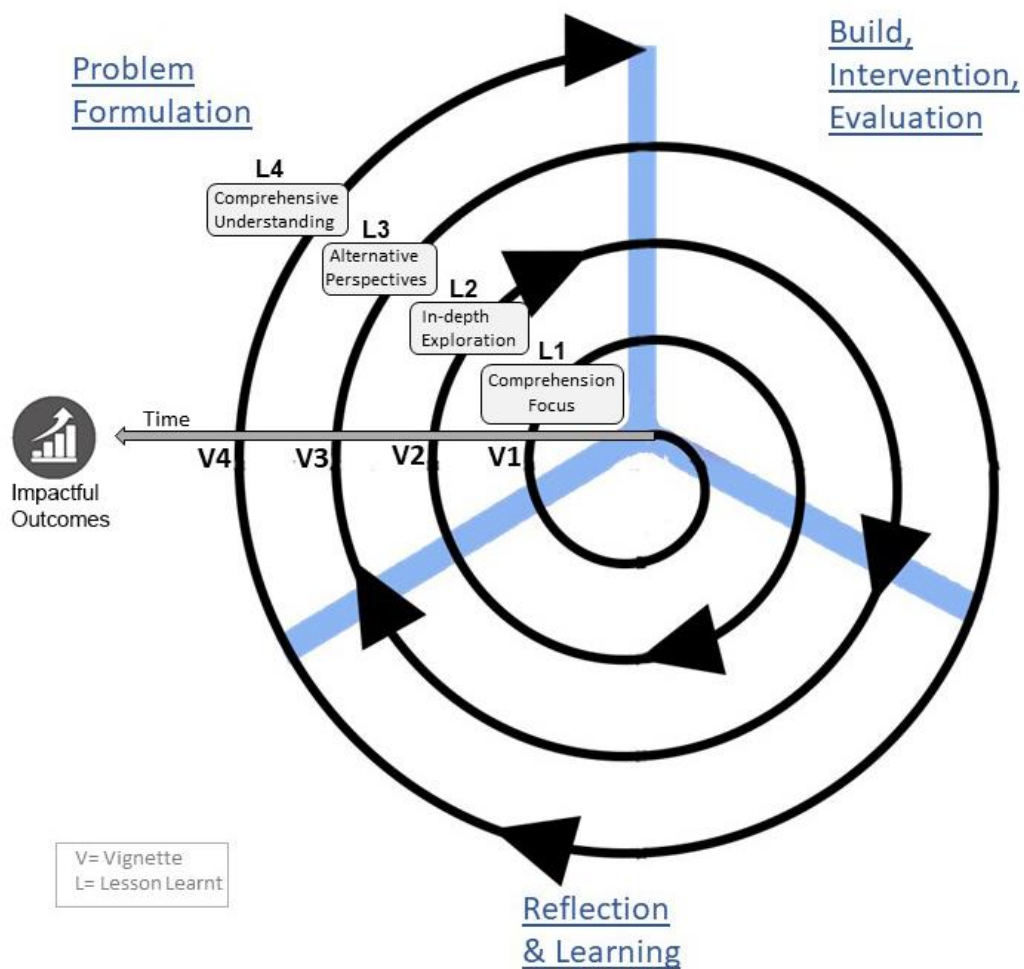 Problem
Formulation
Build,
Intervention,
Evaluation
L4
Comprehensive
Understanding
L3
Alternative
Perspectives
L2
In-depth
Exploration
L1
Comprehension
Focus
Time
V4
V3
V2
V1
Impactful
Outcomes
V= Vignette
L= Lesson Learnt
Reflection
& Learning